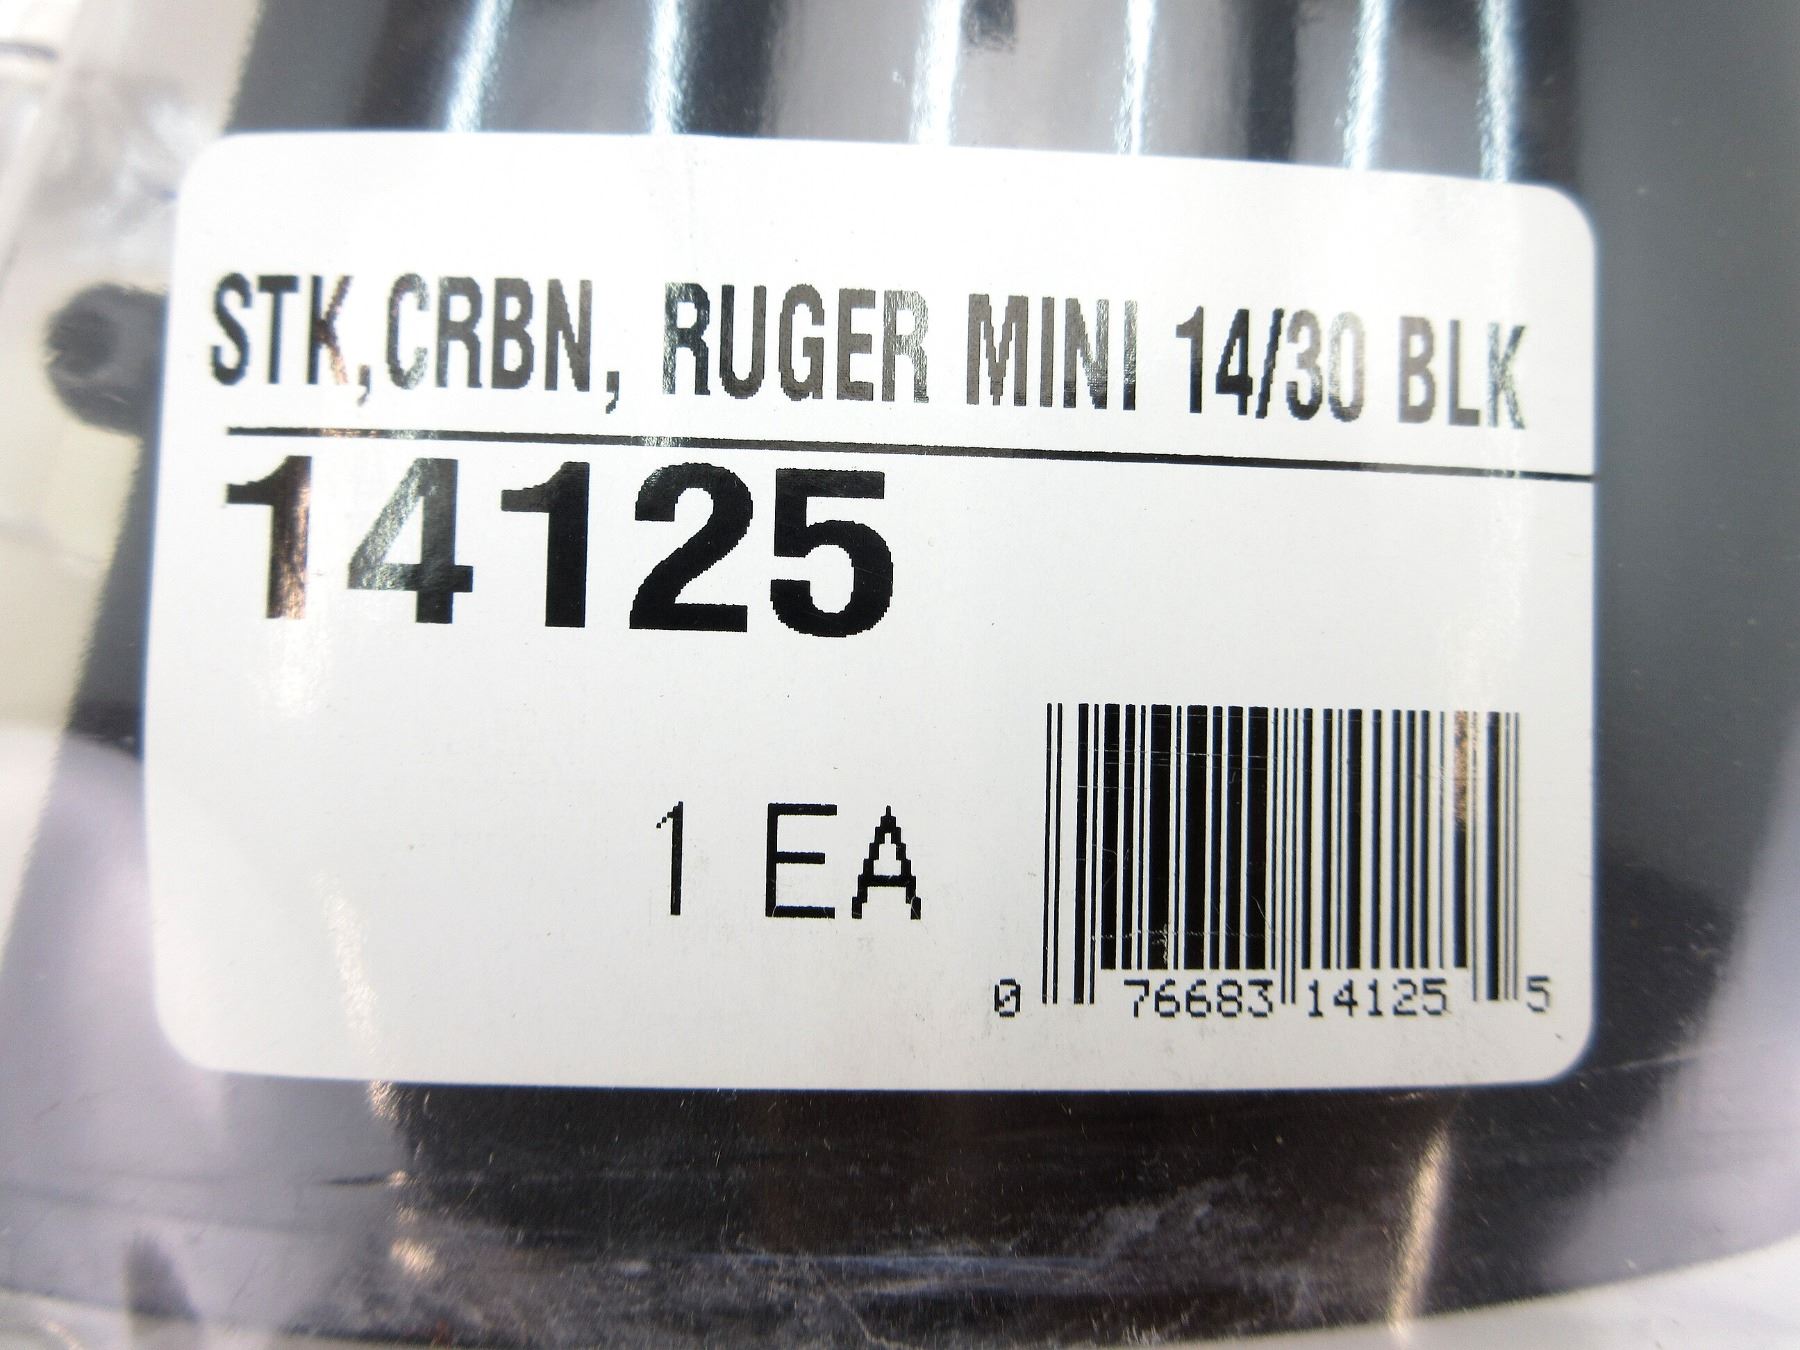 STK,CRBN, RUGER MINI 14/30 BLK
14125
1 EA
0 76683 14125 5